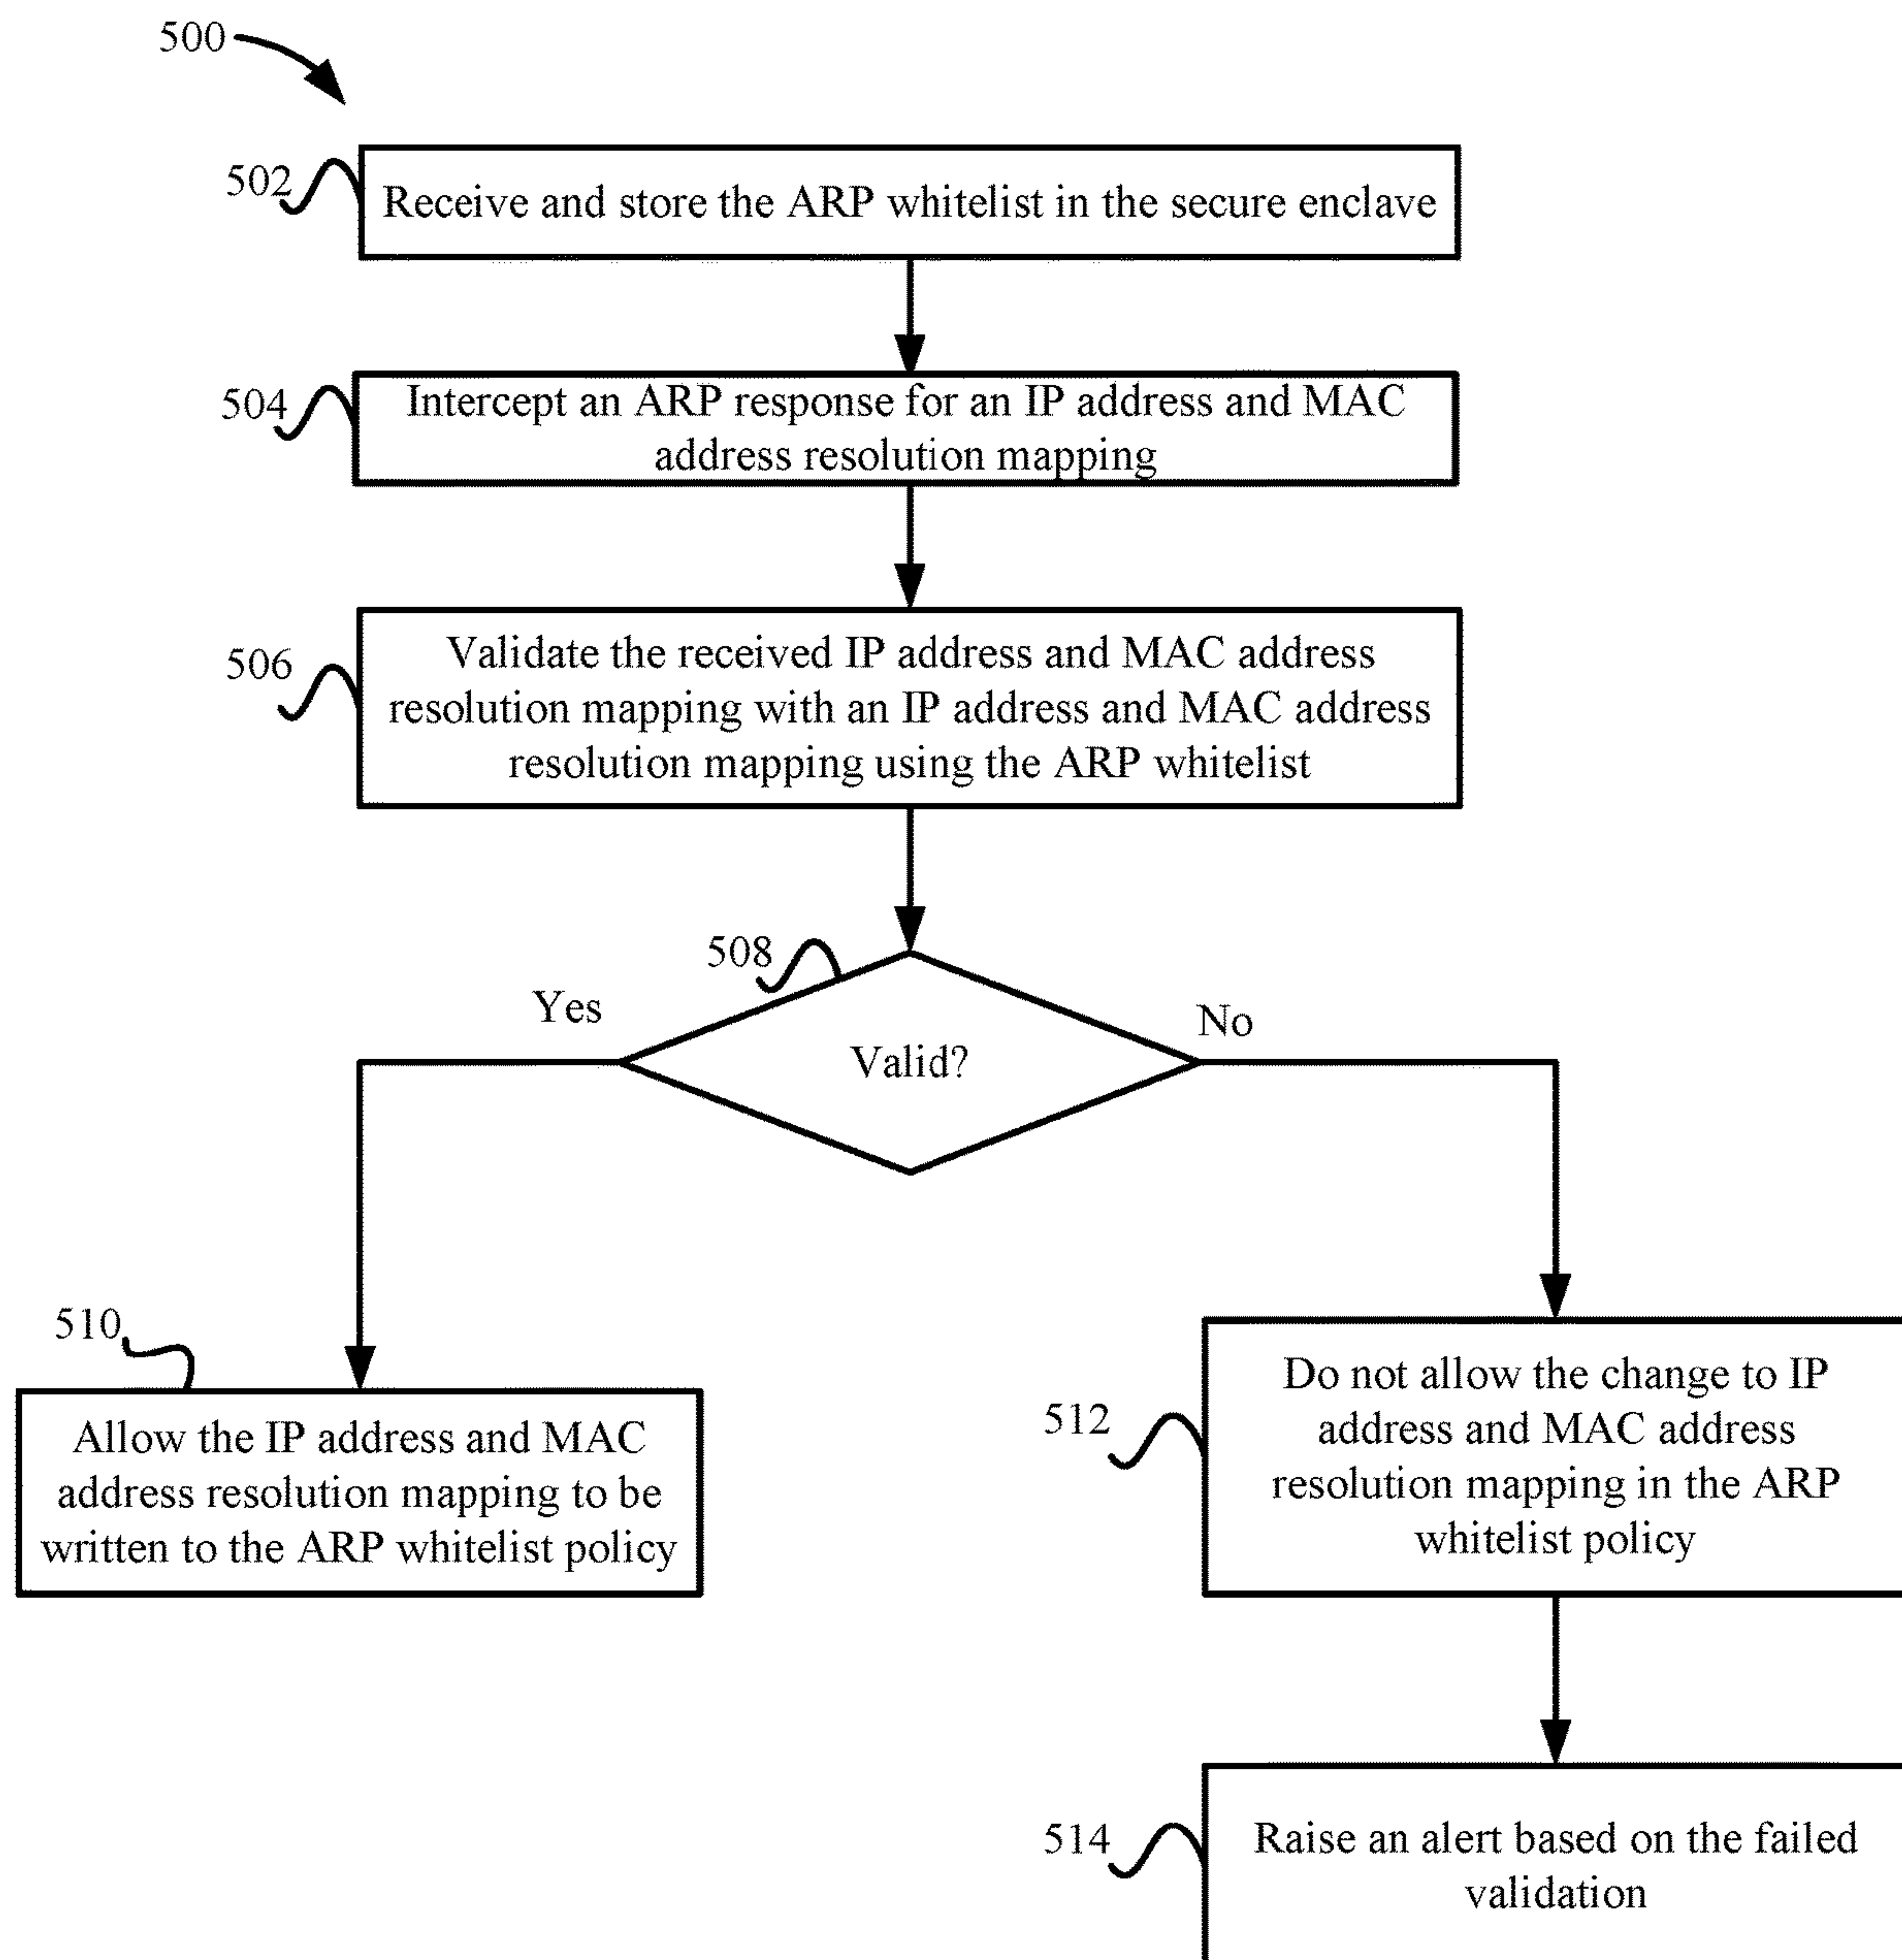 500
502
Receive and store the ARP whitelist in the secure enclave
504
Intercept an ARP response for an IP address and MAC
address resolution mapping
506
Validate the received IP address and MAC address
resolution mapping with an IP address and MAC address
resolution mapping using the ARP whitelist
508
Yes
No
Valid?
510
Allow the IP address and MAC
address resolution mapping to be
written to the ARP whitelist policy
512
Do not allow the change to IP
address and MAC address
resolution mapping in the ARP
whitelist policy
514
Raise an alert based on the failed
validation